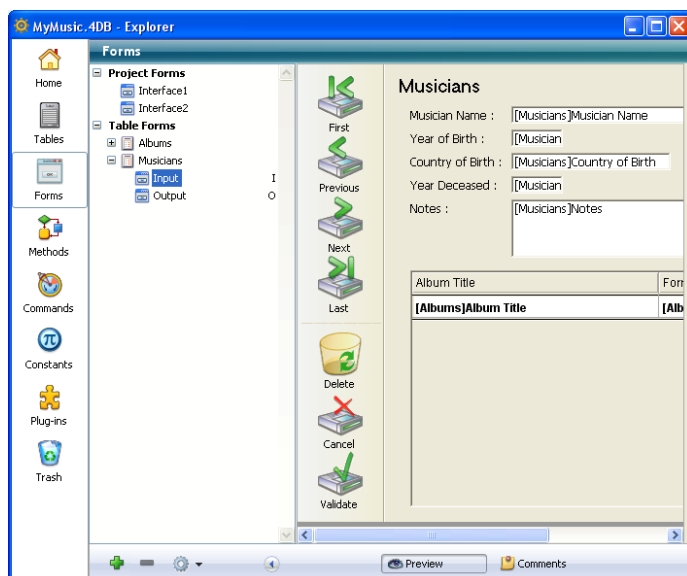 MyMusic.4DB - Explorer
Forms
Home
Tables
Forms
Methods
Commands
Constants
Plug-ins
Trash
Project Forms
Interface1
Interface2
Table Forms
Albums
Musicians
Input I
Output O
First
Previous
Next
Last
Delete
Cancel
Validate
Musicians
Musician Name : [Musicians]Musician Name
Year of Birth : [Musician
Country of Birth : [Musicians]Country of Birth
Year Deceased : [Musician
Notes : [Musicians]Notes
Album Title Forn
[Albums]Album Title [Alb
Preview
Comments